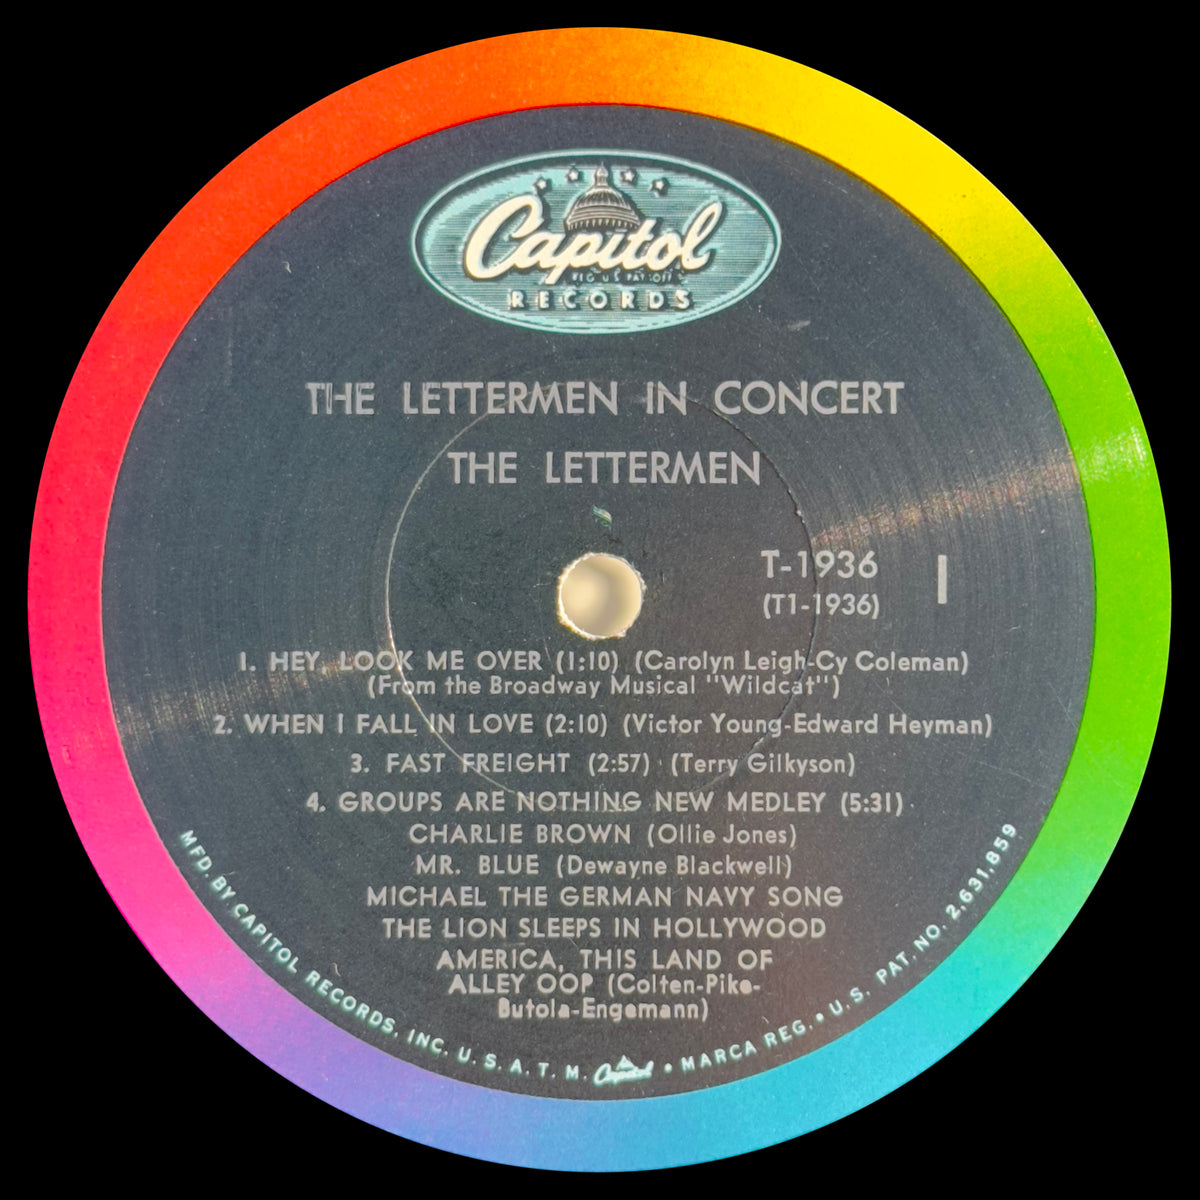 Capitol
REG. U.S. PAT. OFF.
RECORDS
THE LETTERMEN IN CONCERT
THE LETTERMEN
T-1936
(T1-1936)
1
1. HEY, LOOK ME OVER (1:10) (Carolyn Leigh-Cy Coleman)
(From the Broadway Musical "Wildcat")
2. WHEN I FALL IN LOVE (2:10) (Victor Young-Edward Heyman)
3. FAST FREIGHT (2:57) (Terry Gilkyson)
4. GROUPS ARE NOTHING NEW MEDLEY (5:31)
CHARLIE BROWN (Ollie Jones)
MR. BLUE (Dewayne Blackwell)
MICHAEL THE GERMAN NAVY SONG
THE LION SLEEPS IN HOLLYWOOD
AMERICA, THIS LAND OF
ALLEY OOP (Colten-Pike-
Butola-Engemann)
MFD. BY CAPITOL RECORDS, INC. U. S. A. T. M. Capitol • MARCA REG. • U.S. PAT. NO. 2,631,859